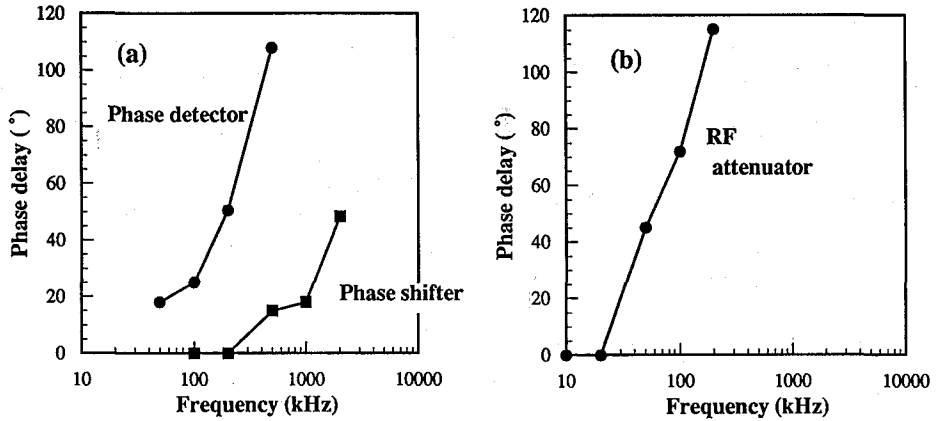 (a)
120
100
80
60
40
20
0
Phase delay (°)
Phase detector
Phase shifter
10
100
1000
10000
Frequency (kHz)
(b)
120
100
80
60
40
20
0
Phase delay (°)
RF
attenuator
10
100
1000
10000
Frequency (kHz)